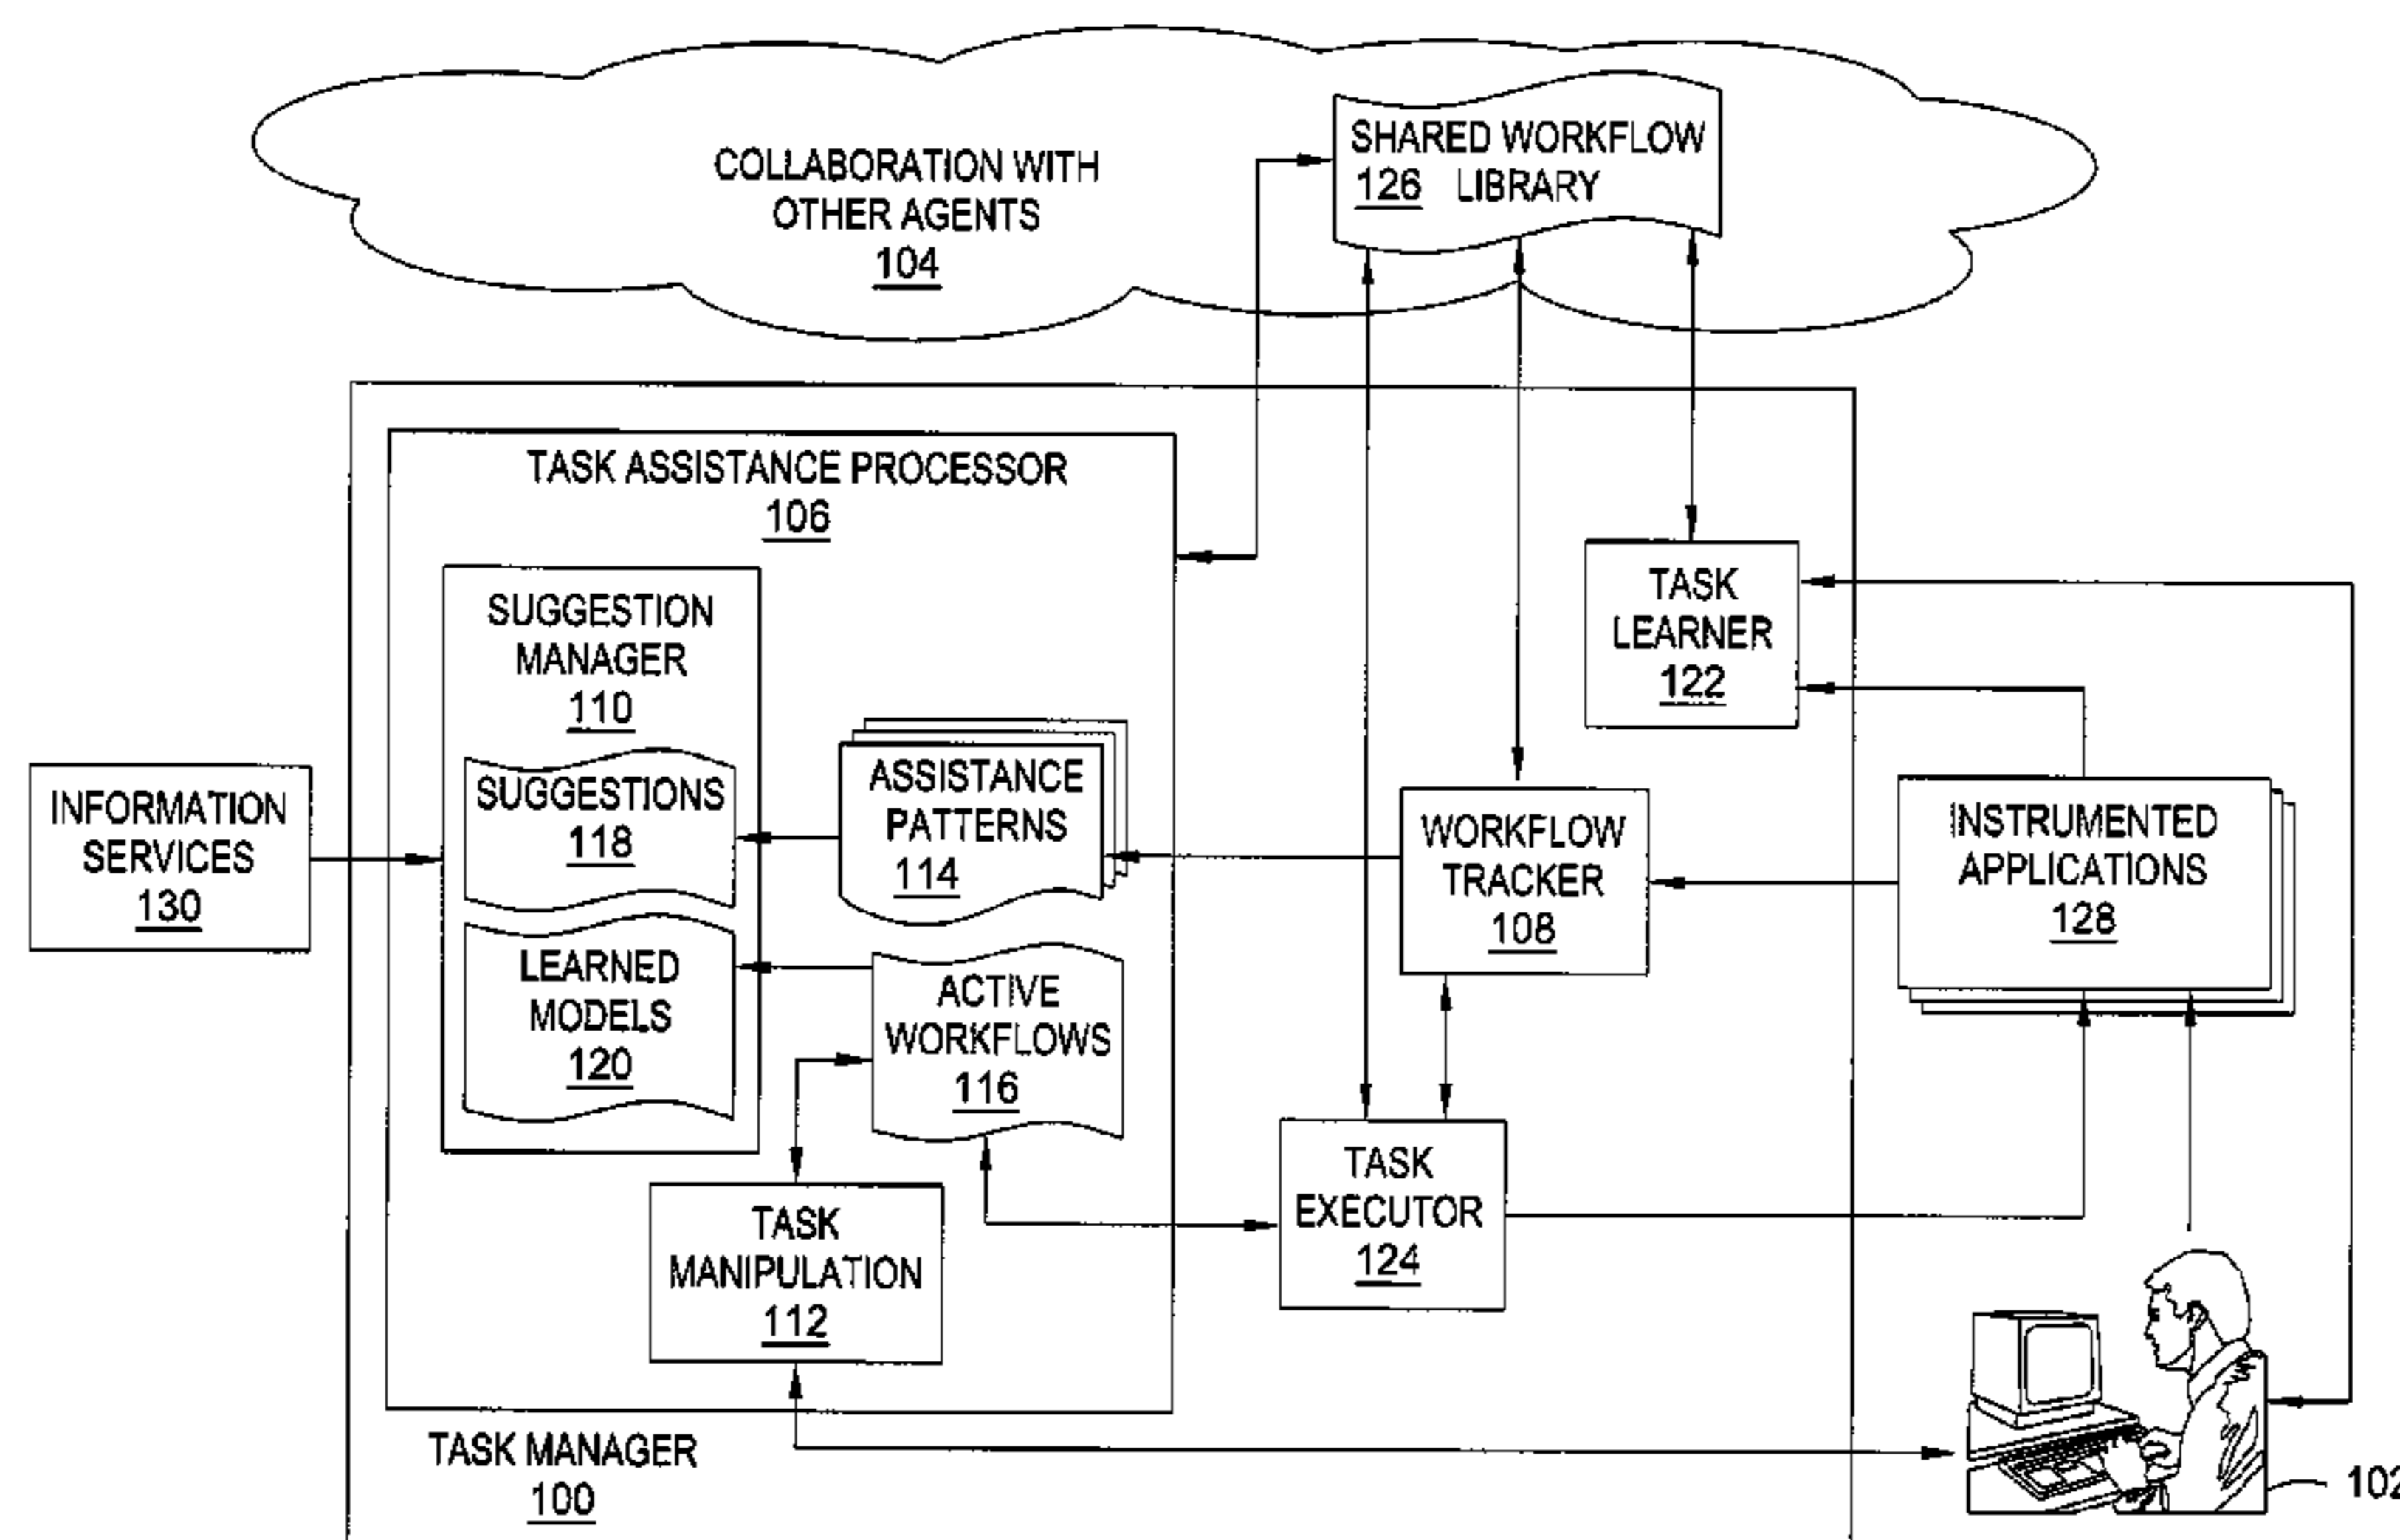 COLLABORATION WITH
OTHER AGENTS
104
SHARED WORKFLOW
126 LIBRARY
TASK ASSISTANCE PROCESSOR
106
SUGGESTION
MANAGER
110
SUGGESTIONS
118
LEARNED
MODELS
120
INFORMATION
SERVICES
130
ASSISTANCE
PATTERNS
114
ACTIVE
WORKFLOWS
116
TASK
MANIPULATION
112
TASK
LEARNER
122
WORKFLOW
TRACKER
108
INSTRUMENTED
APPLICATIONS
128
TASK
EXECUTOR
124
TASK MANAGER
100
102